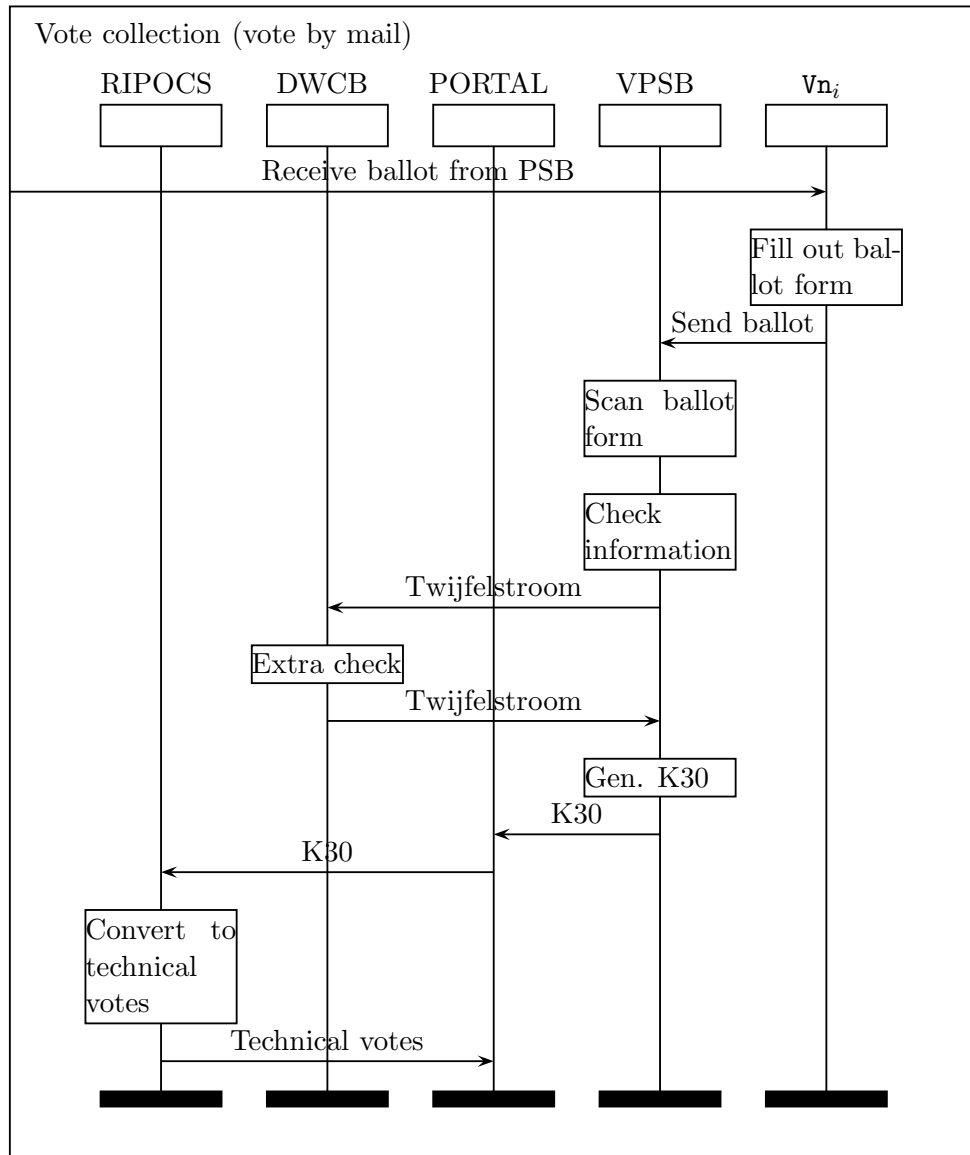 Vote collection (vote by mail)
RIPOCS DWCB PORTAL VPSB Vnᵢ
Receive ballot from PSB
Fill out bal-
lot form
Send ballot
Scan ballot
form
Check
information
Twijfelstroom
Extra check
Twijfelstroom
Gen. K30
K30
K30
Convert to
technical
votes
Technical votes